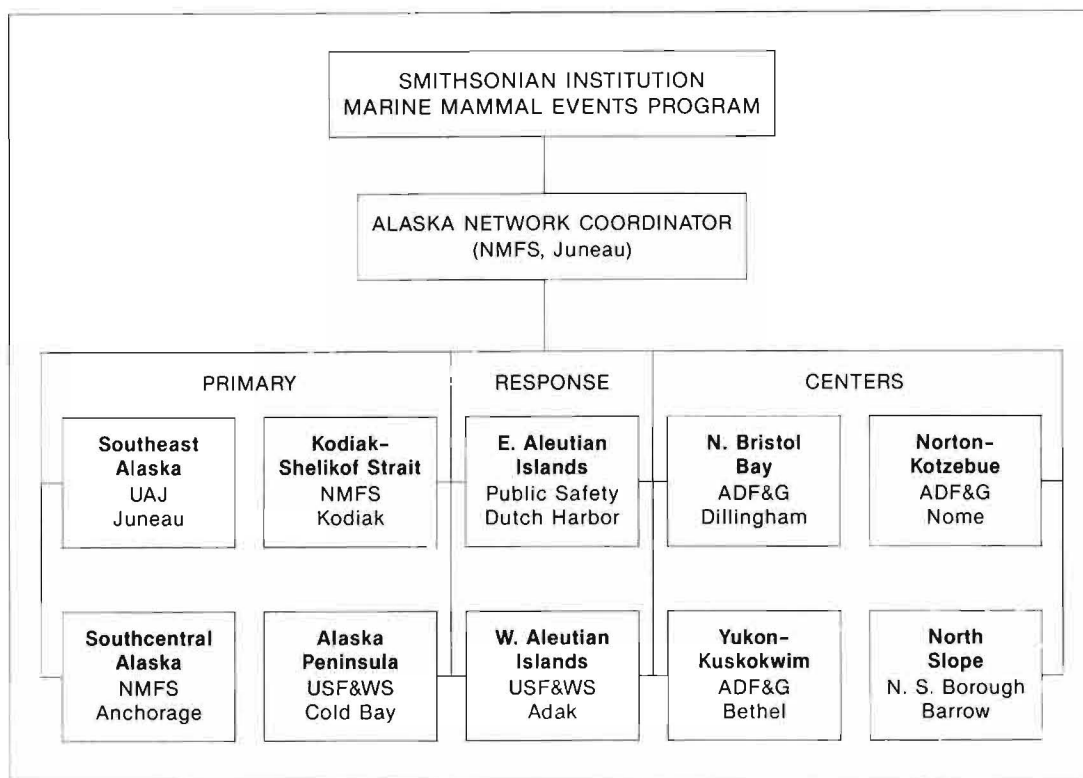 SMITHSONIAN INSTITUTION
MARINE MAMMAL EVENTS PROGRAM
ALASKA NETWORK COORDINATOR
(NMFS, Juneau)
PRIMARY RESPONSE CENTERS
Southeast
Alaska
UAJ
Juneau
Kodiak–
Shelikof Strait
NMFS
Kodiak
E. Aleutian
Islands
Public Safety
Dutch Harbor
N. Bristol
Bay
ADF&G
Dillingham
Norton–
Kotzebue
ADF&G
Nome
Southcentral
Alaska
NMFS
Anchorage
Alaska
Peninsula
USF&WS
Cold Bay
W. Aleutian
Islands
USF&WS
Adak
Yukon–
Kuskokwim
ADF&G
Bethel
North
Slope
N. S. Borough
Barrow